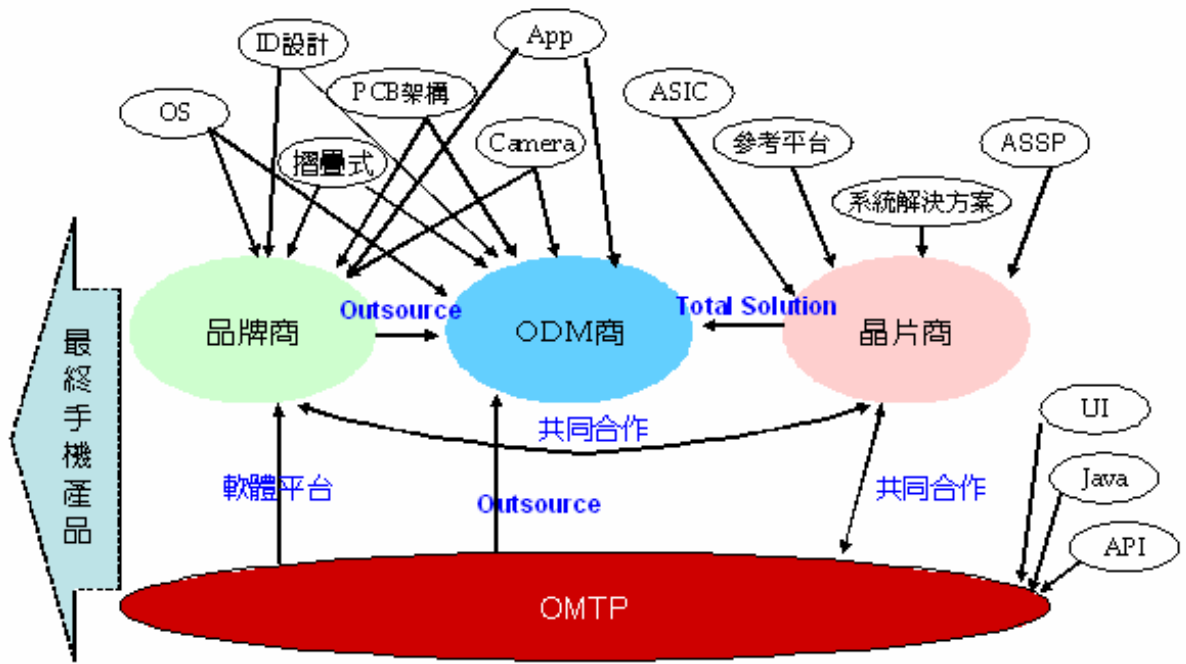 ID設計
App
PCB架構
OS
ASIC
摺疊式
Camera
參考平台
ASSP
系統解決方案
Outsource
Total Solution
品牌商
ODM商
晶片商
最終手機產品
共同合作
UI
軟體平台
Outsource
共同合作
Java
API
OMTP